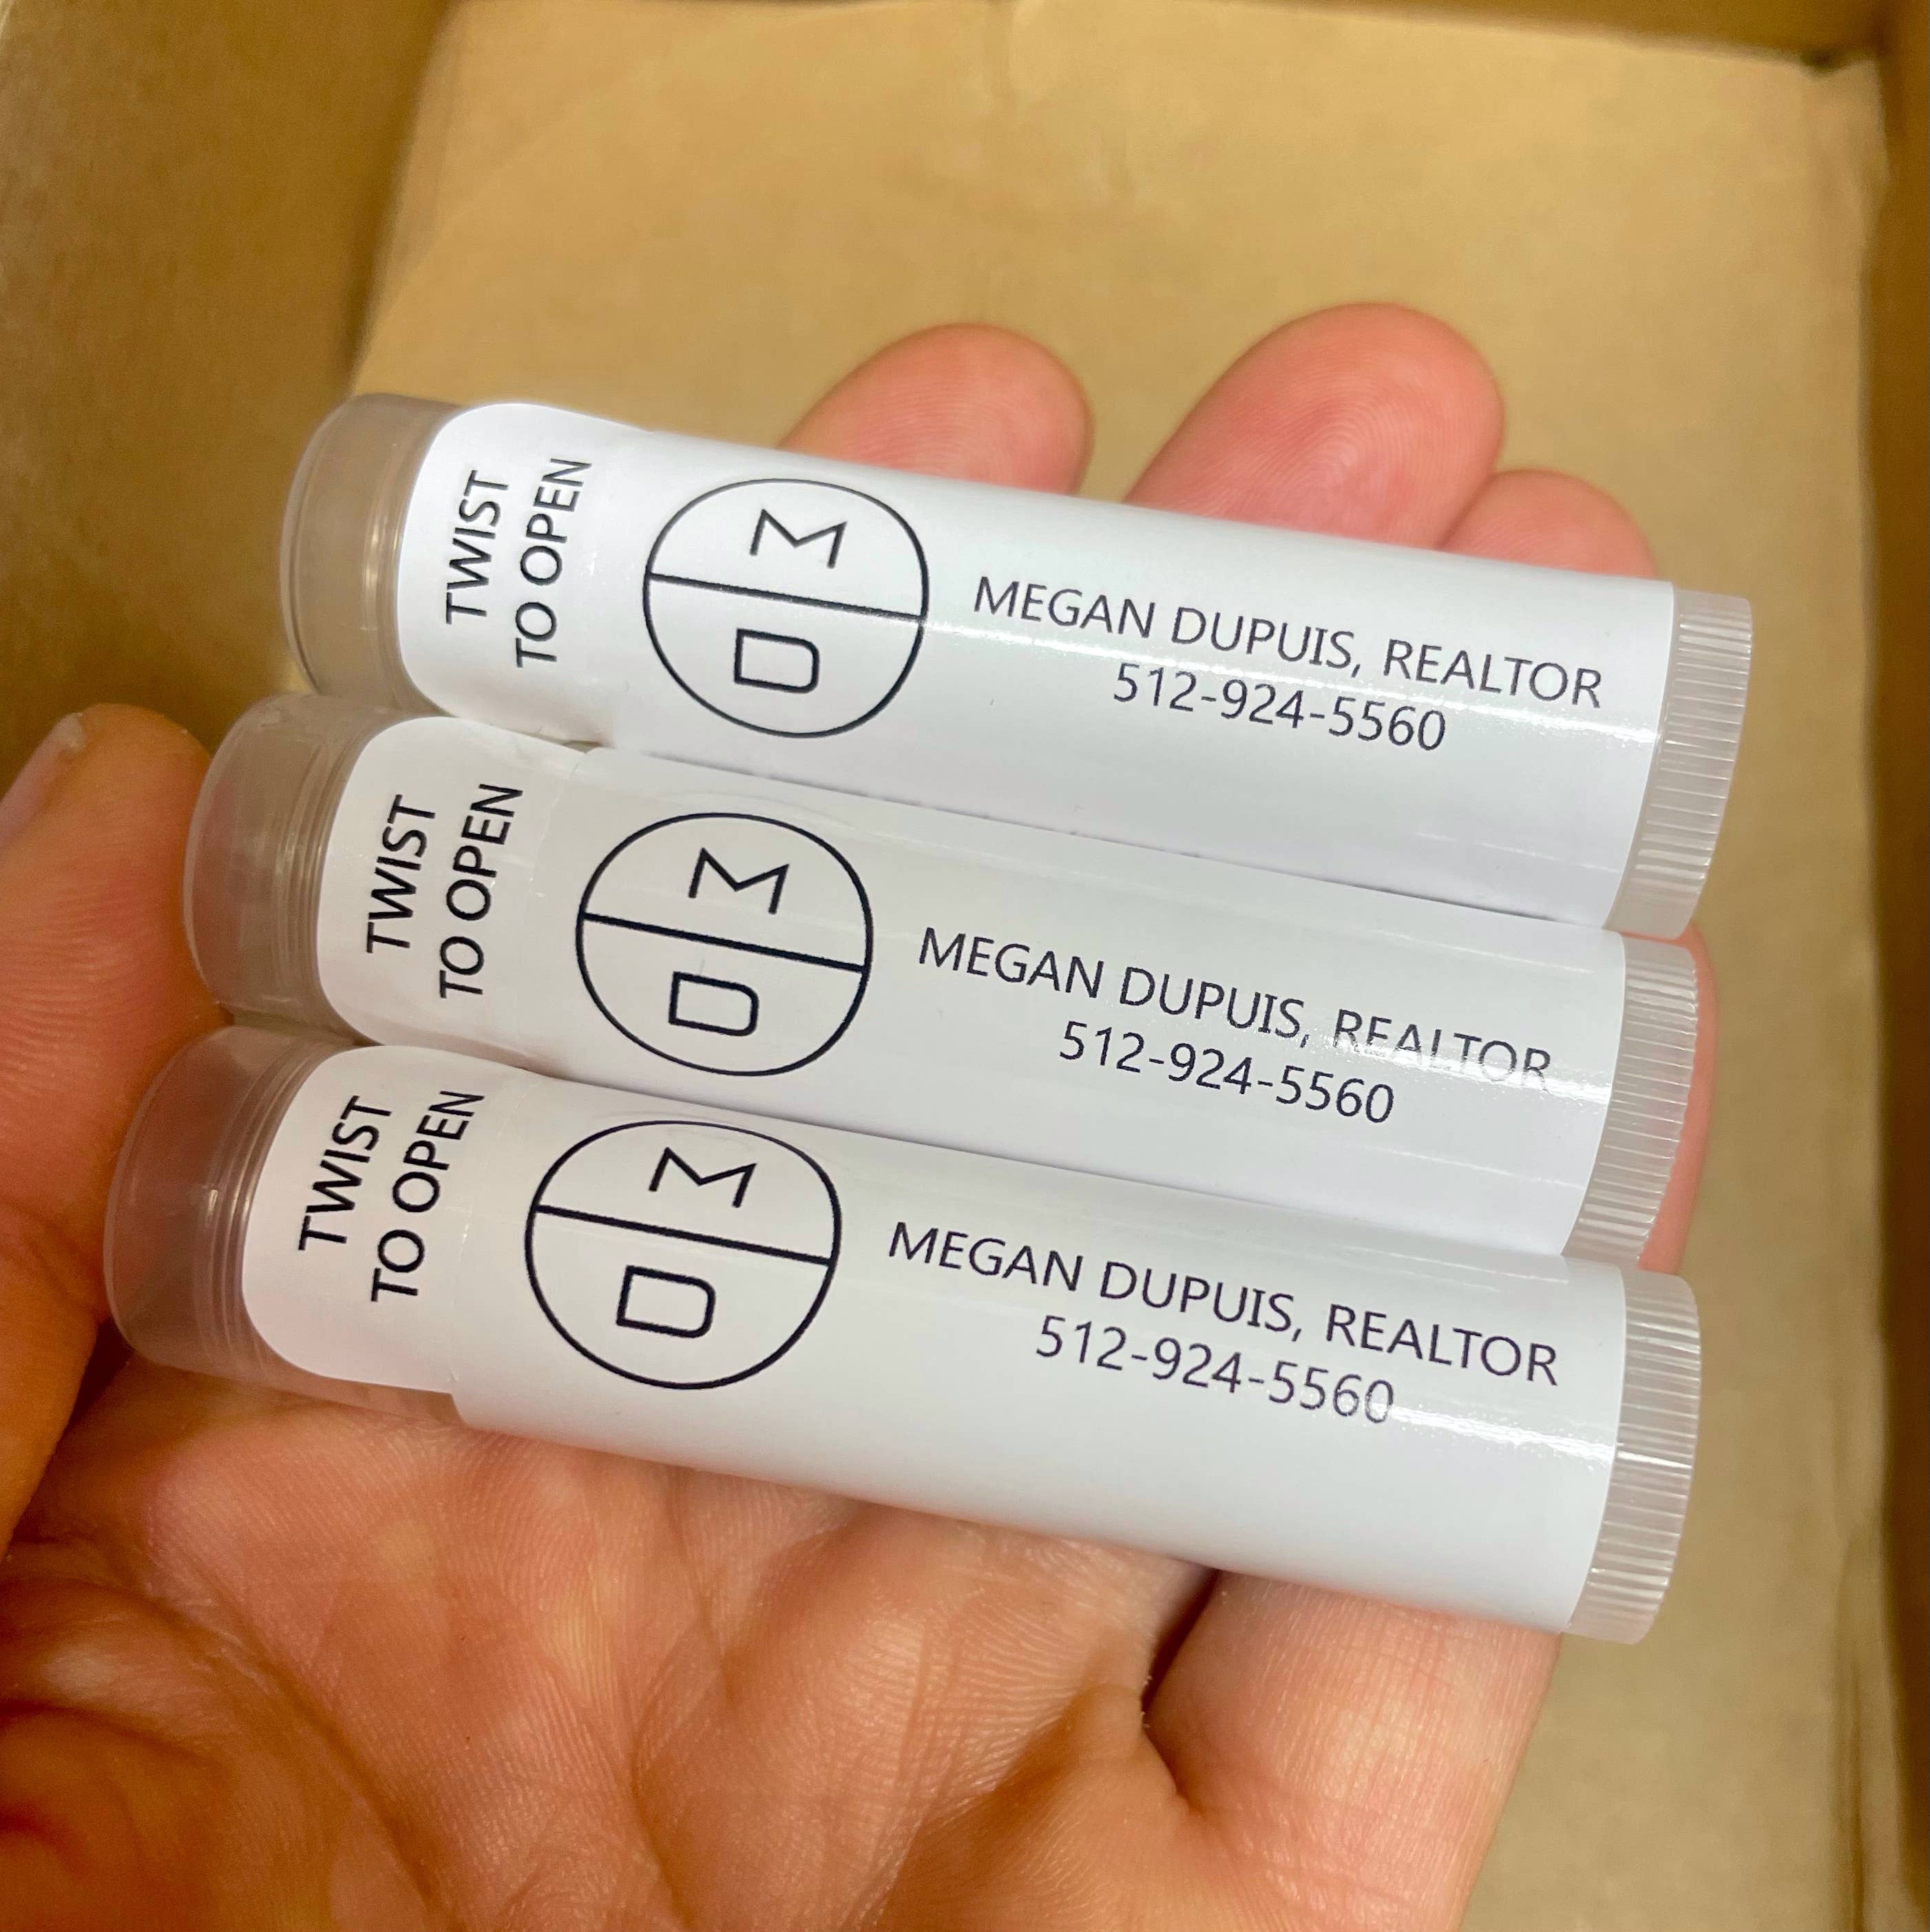 TWIST
TO OPEN
M
D
MEGAN DUPUIS, REALTOR
512-924-5560
TWIST
TO OPEN
M
D
MEGAN DUPUIS, REALTOR
512-924-5560
TWIST
TO OPEN
M
D
MEGAN DUPUIS, REALTOR
512-924-5560